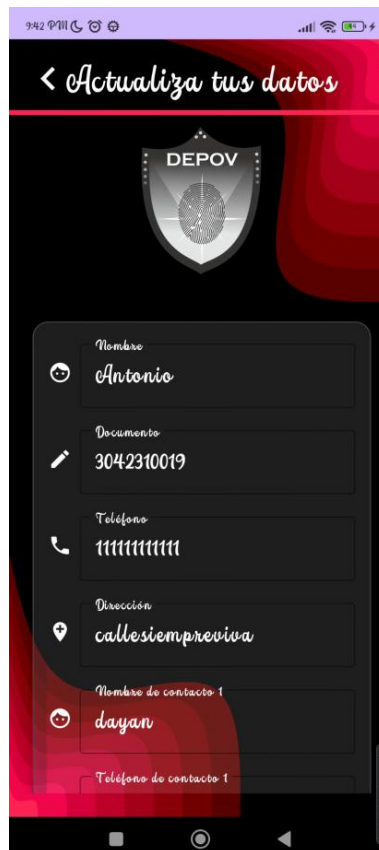 9:42 PM
Actualiza tus datos
DEPOV
Nombre
Antonio
Documento
3042310019
Teléfono
11111111111
Dirección
callesiempreviva
Nombre de contacto 1
dayan
Teléfono de contacto 1